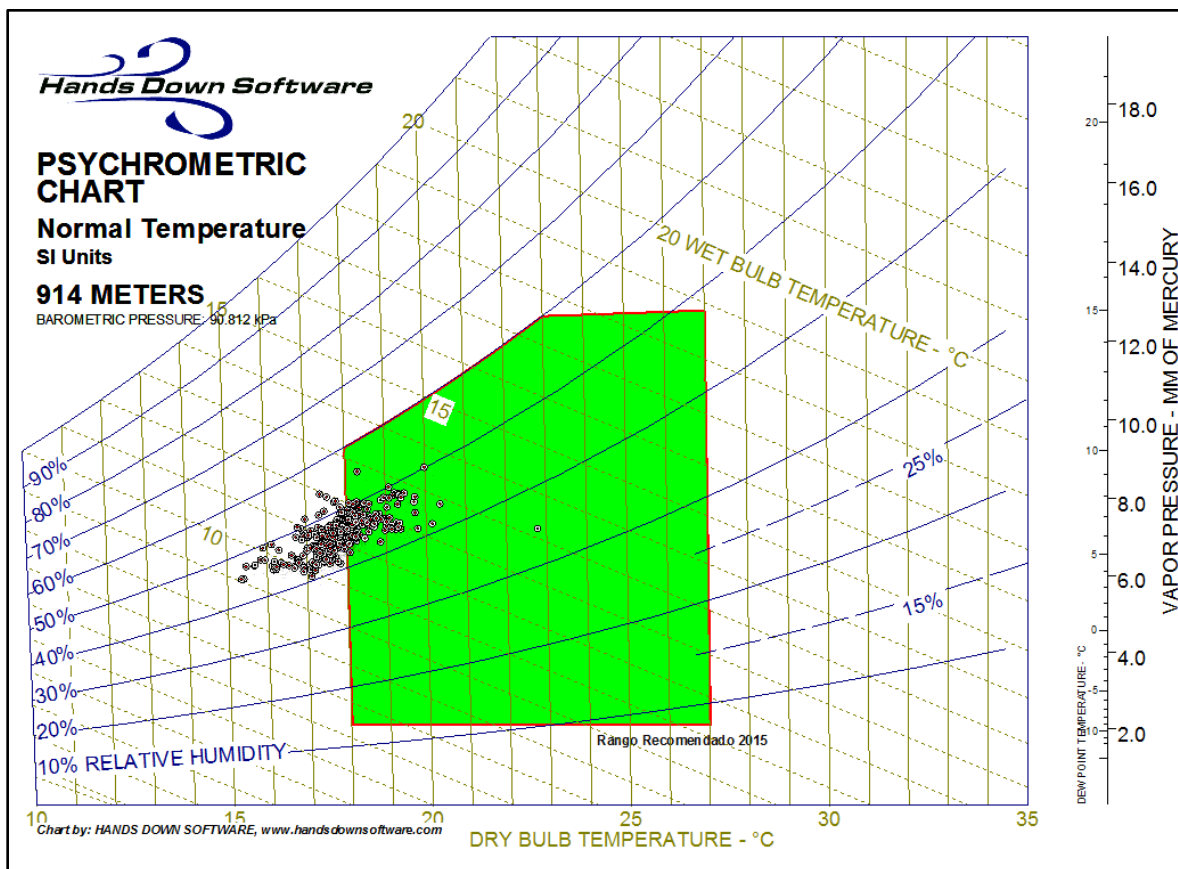 Hands Down Software
PSYCHROMETRIC
CHART
Normal Temperature
SI Units
914 METERS
BAROMETRIC PRESSURE: 90.812 kPa
20
15
10
15
20 WET BULB TEMPERATURE - °C
90%
80%
70%
60%
50%
40%
30%
20%
10% RELATIVE HUMIDITY
25%
15%
Rango Recomendado 2015
10
15
20
25
30
35
DRY BULB TEMPERATURE - °C
Chart by: HANDS DOWN SOFTWARE, www.handsdownsoftware.com
20
15
10
5
0
-5
-10
DEW POINT TEMPERATURE - °C
18.0
16.0
14.0
12.0
10.0
8.0
6.0
4.0
2.0
VAPOR PRESSURE - MM OF MERCURY